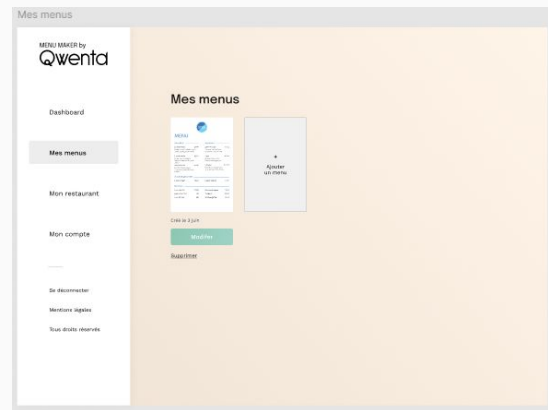 Mes menus
MENU MAKER by
Qwenta
Dashboard
Mes menus
Mon restaurant
Mon compte
Se déconnecter
Mentions légales
Tous droits réservés
Mes menus
MENU
Créé le 3 juin
Modifier
Supprimer
+
Ajouter
un menu